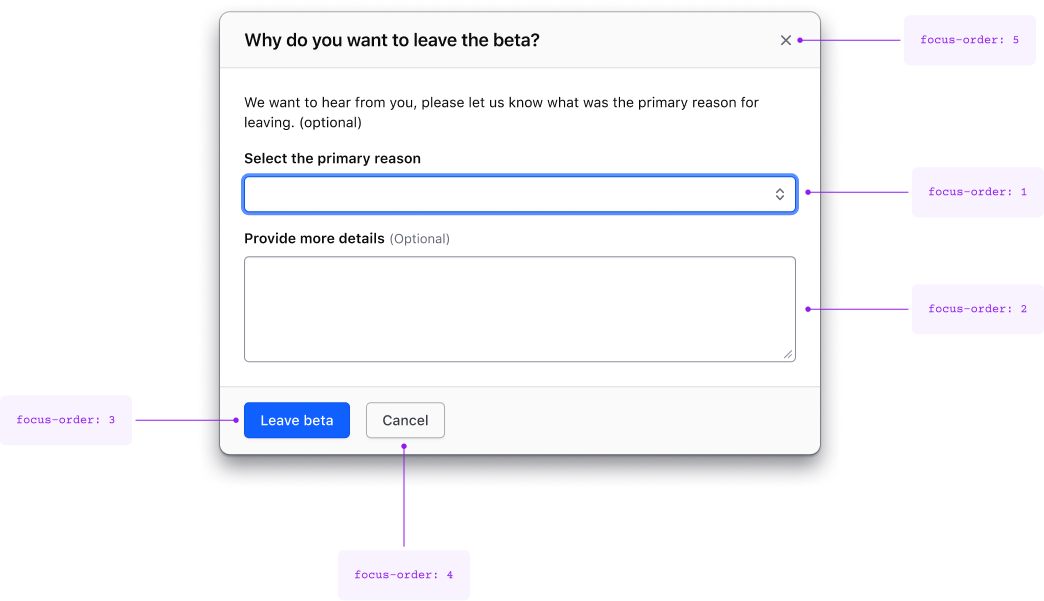 Why do you want to leave the beta?
focus-order: 5
We want to hear from you, please let us know what was the primary reason for
leaving. (optional)
Select the primary reason
focus-order: 1
Provide more details (Optional)
focus-order: 2
focus-order: 3
Leave beta
Cancel
focus-order: 4